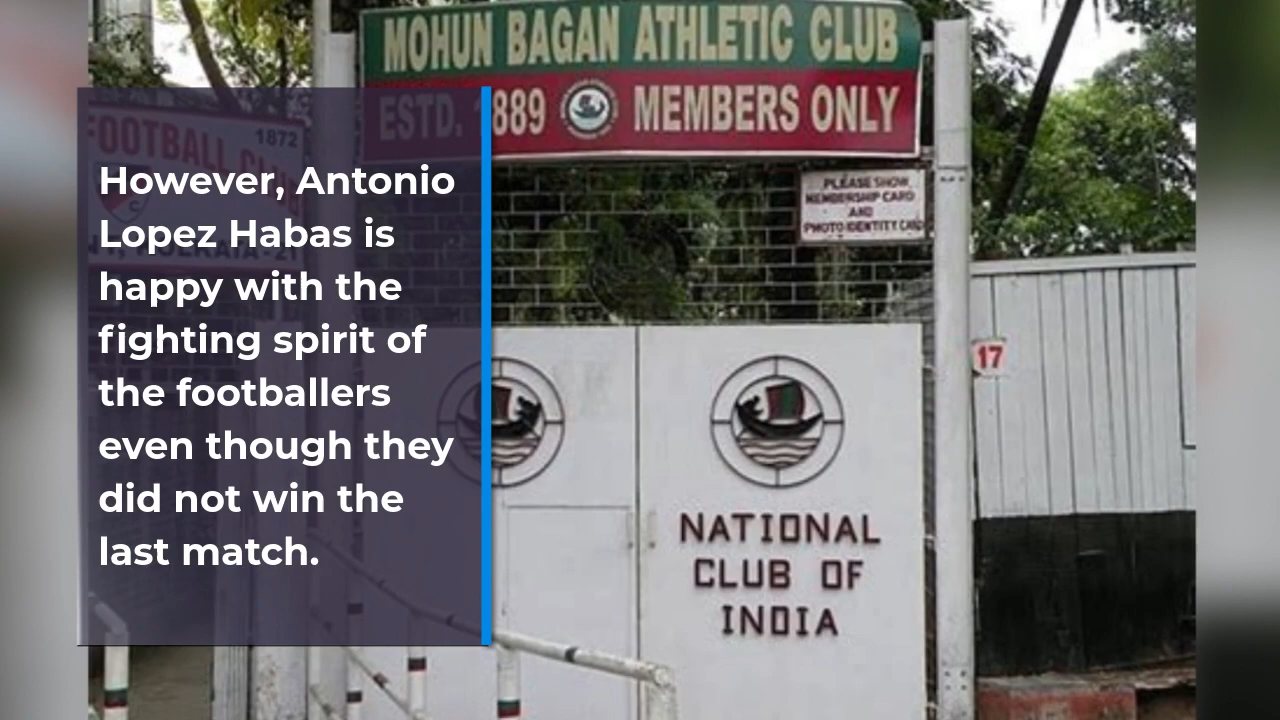 MOHUN BAGAN ATHLETIC CLUB
ESTD. 1889 MEMBERS ONLY
PLEASE SHOW
MEMBERSHIP CARD
AND
PHOTO IDENTITY CARD
FOOTBALL
1872
However, Antonio
Lopez Habas is
happy with the
fighting spirit of
the footballers
even though they
did not win the
last match.
17
NATIONAL
CLUB OF
INDIA